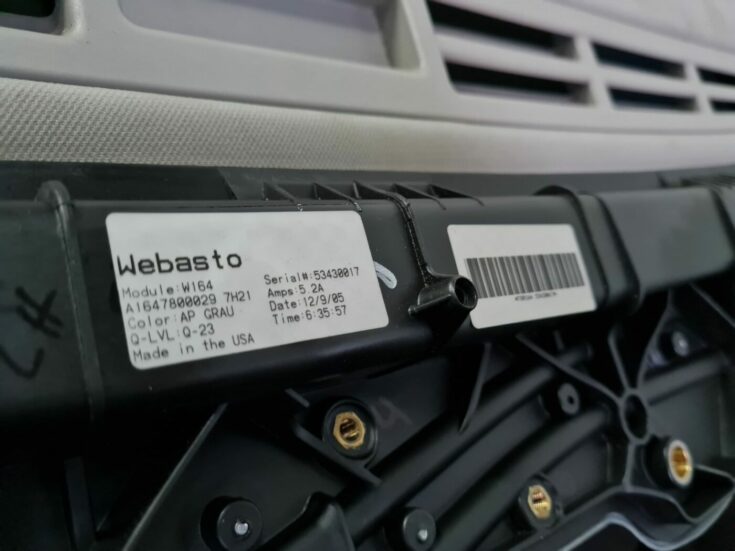 Webasto
Module:W164
A1647800029 7H21
Color:AP GRAU
Q-LVL:Q-23
Made in the USA
Serial#:53430017
Amps:5.2A
Date:12/9/05
Time:6:35:57
LH